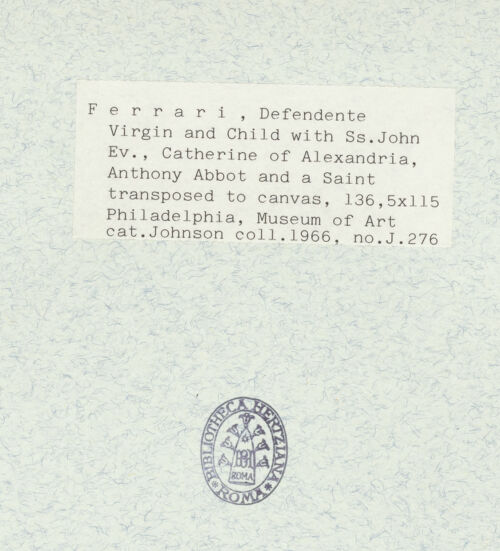 F e r r a r i , Defendente
Virgin and Child with Ss.John
Ev., Catherine of Alexandria,
Anthony Abbot and a Saint
transposed to canvas, 136,5x115
Philadelphia, Museum of Art
cat.Johnson coll.1966, no.J.276
BIBLIOTHECA HERTZIANA
ROMA
* ROMA *